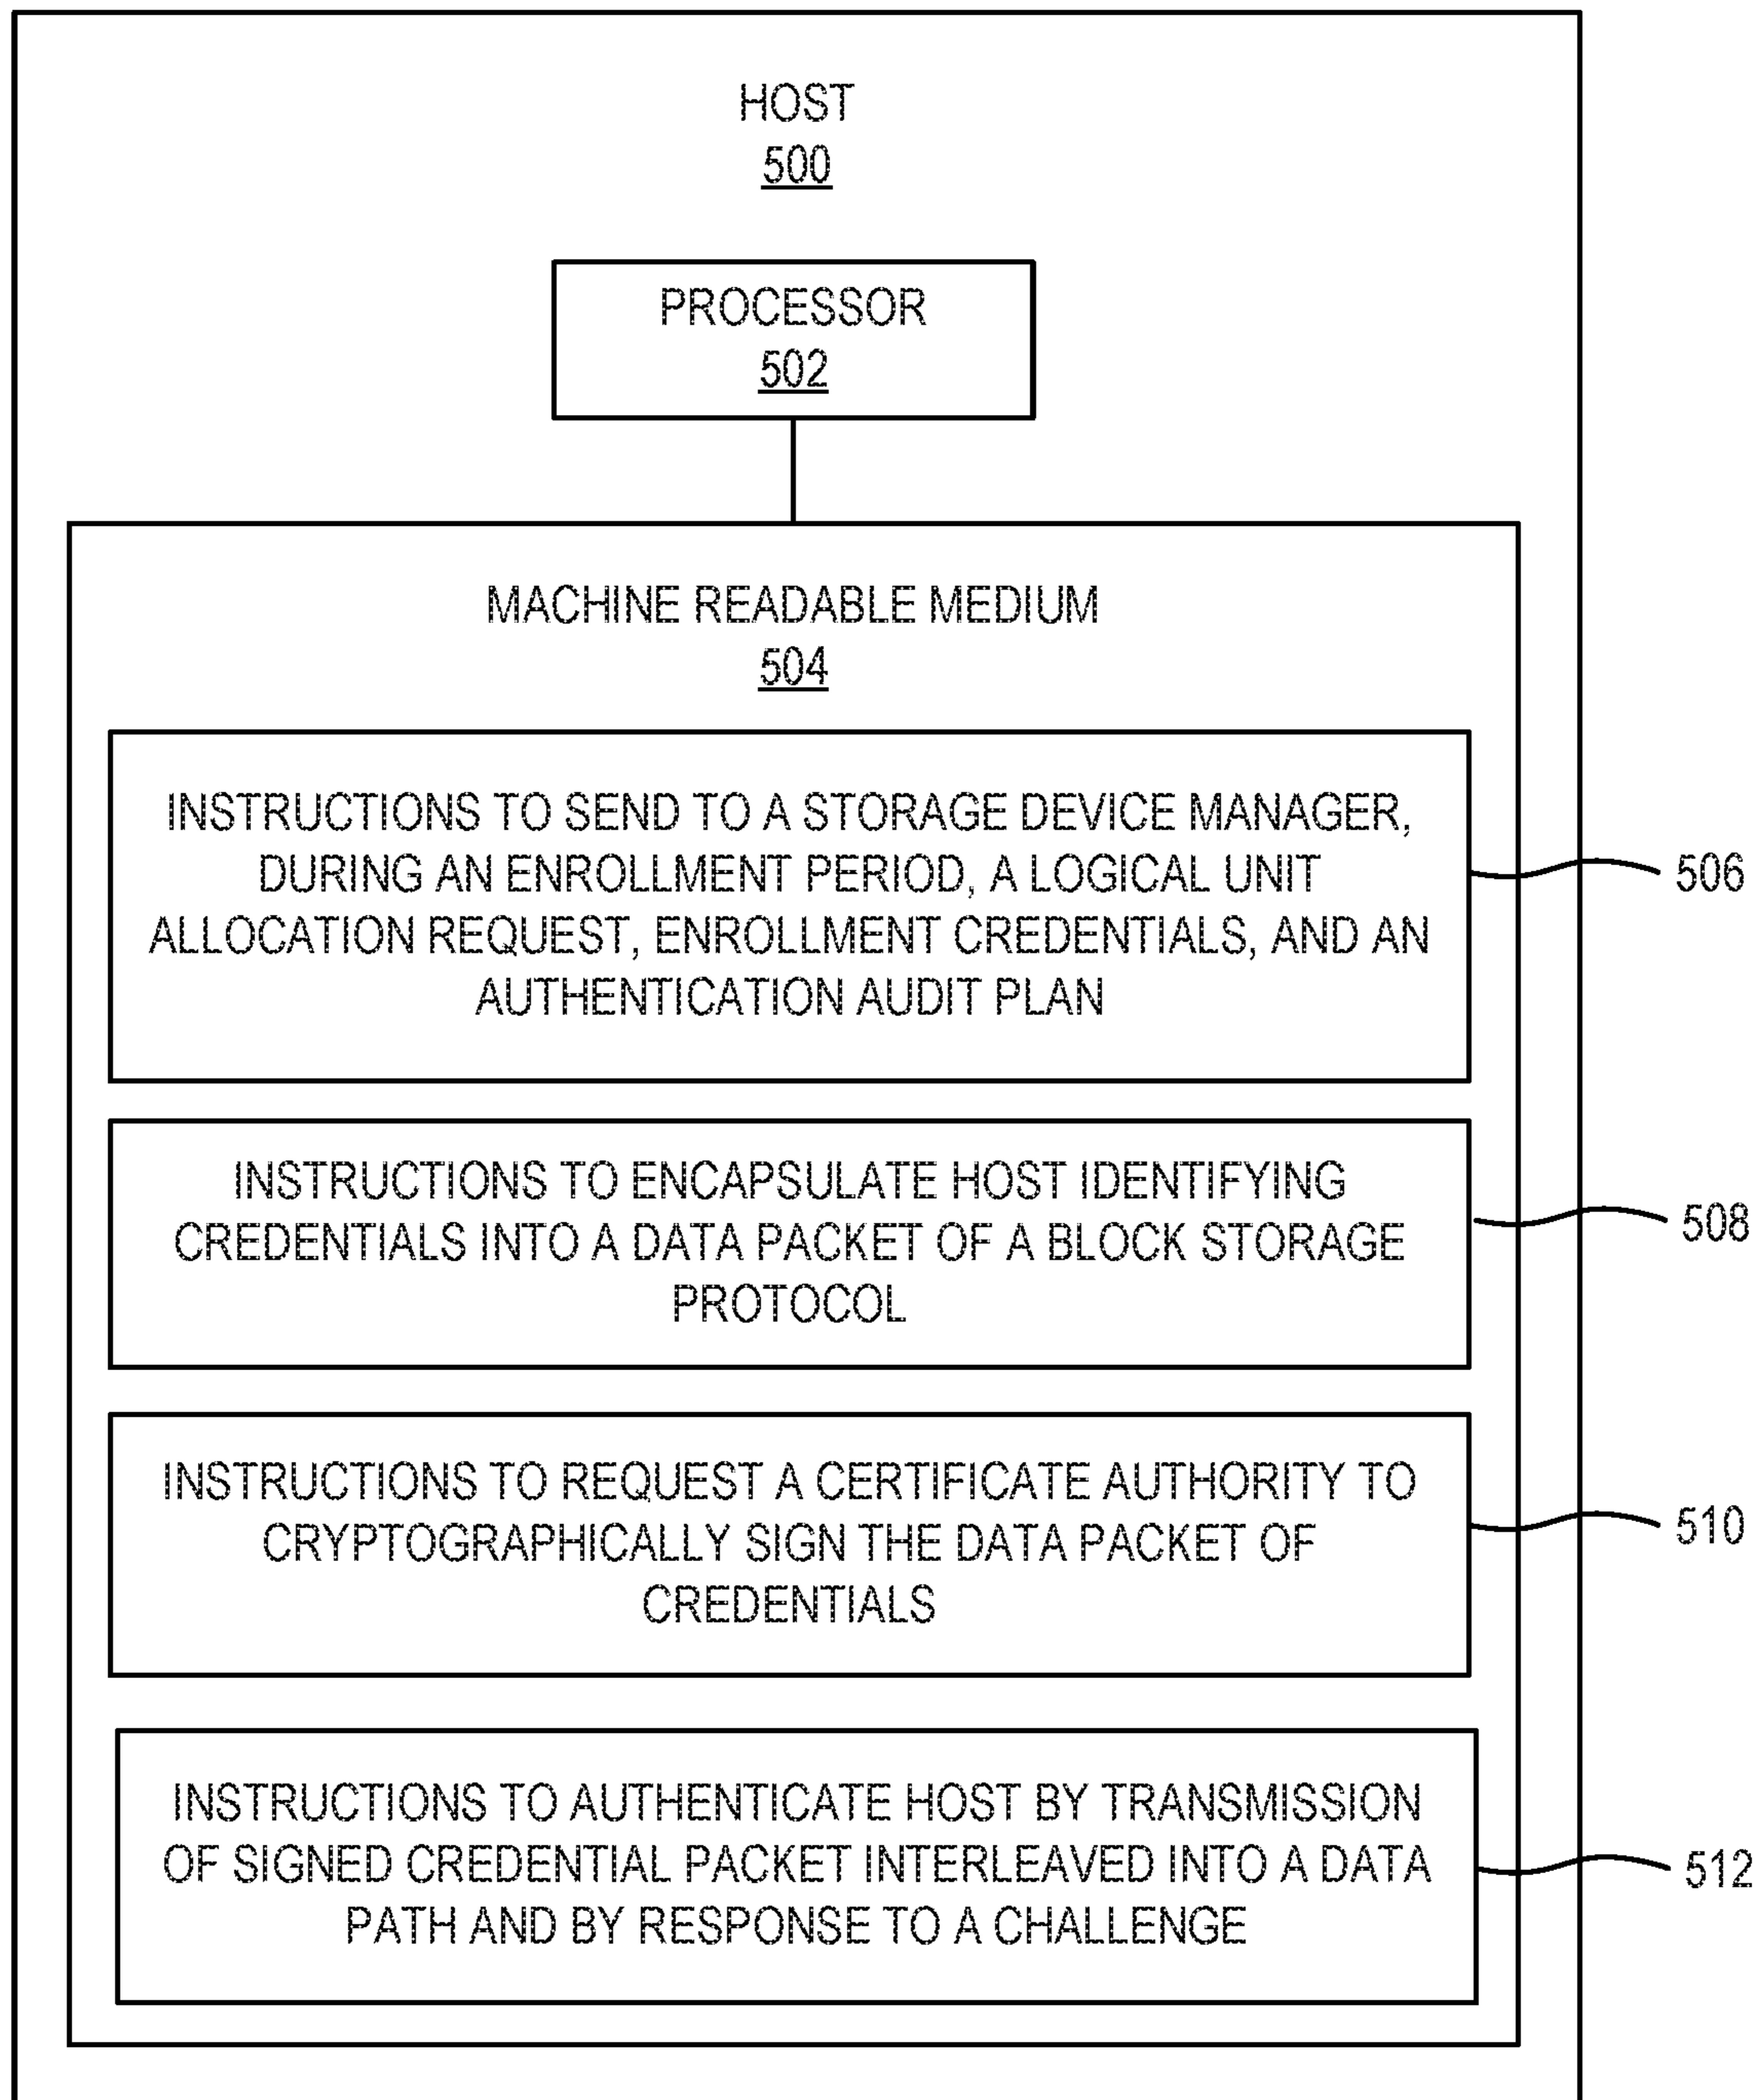 HOST
500
PROCESSOR
502
MACHINE READABLE MEDIUM
504
INSTRUCTIONS TO SEND TO A STORAGE DEVICE MANAGER,
DURING AN ENROLLMENT PERIOD, A LOGICAL UNIT
ALLOCATION REQUEST, ENROLLMENT CREDENTIALS, AND AN
AUTHENTICATION AUDIT PLAN
506
INSTRUCTIONS TO ENCAPSULATE HOST IDENTIFYING
CREDENTIALS INTO A DATA PACKET OF A BLOCK STORAGE
PROTOCOL
508
INSTRUCTIONS TO REQUEST A CERTIFICATE AUTHORITY TO
CRYPTOGRAPHICALLY SIGN THE DATA PACKET OF
CREDENTIALS
510
INSTRUCTIONS TO AUTHENTICATE HOST BY TRANSMISSION
OF SIGNED CREDENTIAL PACKET INTERLEAVED INTO A DATA
PATH AND BY RESPONSE TO A CHALLENGE
512